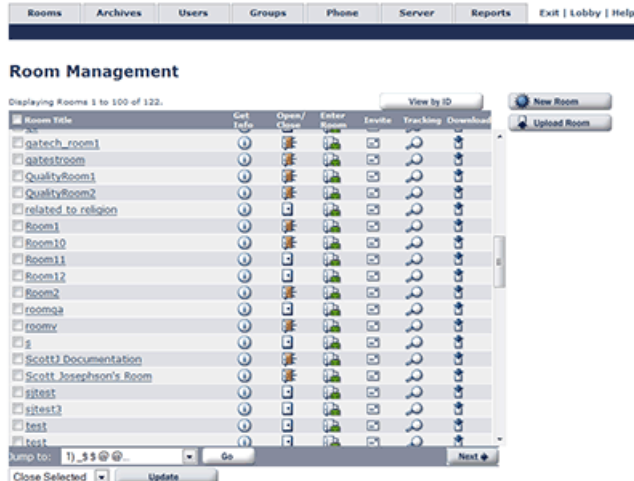 Rooms Archives Users Groups Phone Server Reports Exit | Lobby | Help
Room Management
Displaying Rooms 1 to 100 of 122.
View by ID
New Room
Room Title Get Info Open/Close Enter Room Invite Tracking Download
Upload Room
qatech_room1
qatestroom
QualityRoom1
QualityRoom2
related to religion
Room1
Room10
Room11
Room12
Room2
roomqa
roomv
s
ScottJ Documentation
Scott Josephson's Room
sjtest
sjtest3
test
test
Jump to: 1)_$$@@... Go Next
Close Selected Update